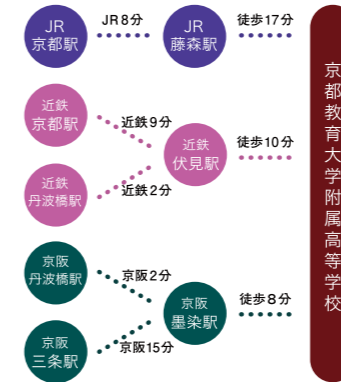 JR
京都駅
JR8分
JR
藤森駅
徒歩17分
近鉄
京都駅
近鉄9分
近鉄
丹波橋駅
近鉄2分
近鉄
伏見駅
徒歩10分
京阪
丹波橋駅
京阪2分
京阪
三条駅
京阪15分
京阪
墨染駅
徒歩8分
京都教育大学附属高等学校